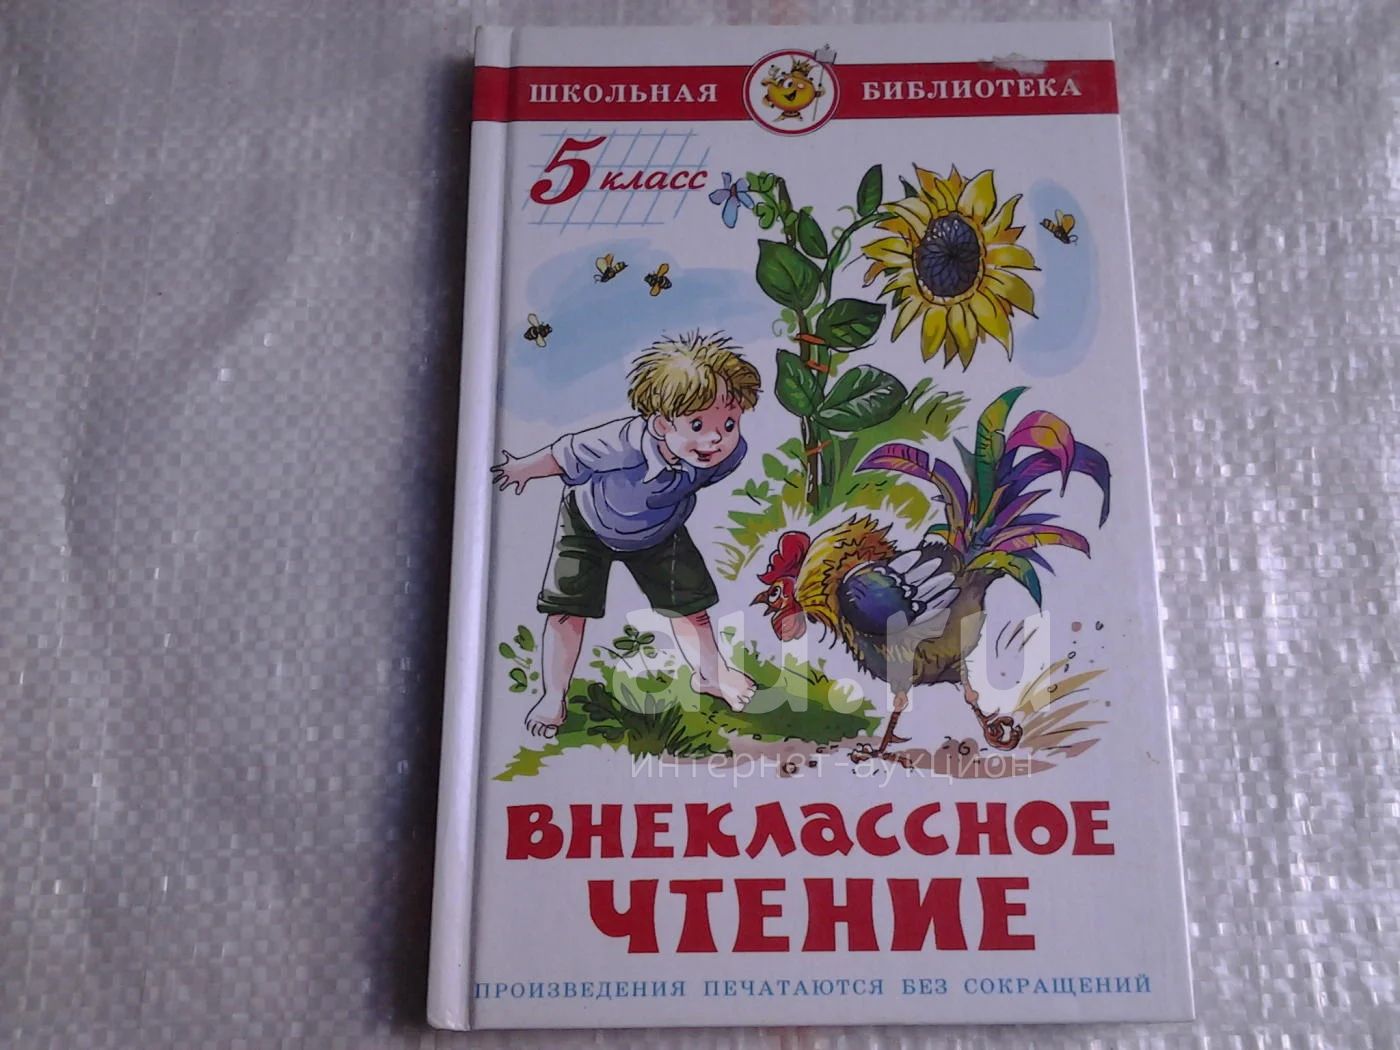 ШКОЛЬНАЯ БИБЛИОТЕКА
5 класс
au.ru
интернет-аукцион
ВНЕКЛАССНОЕ
ЧТЕНИЕ
ПРОИЗВЕДЕНИЯ ПЕЧАТАЮТСЯ БЕЗ СОКРАЩЕНИЙ